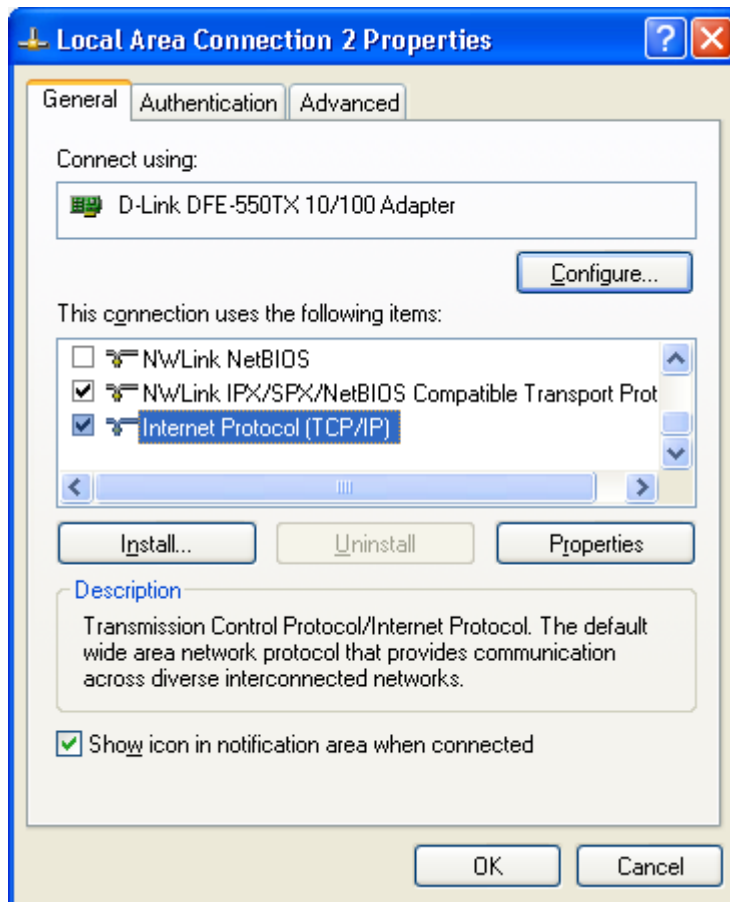 Local Area Connection 2 Properties
General
Authentication
Advanced
Connect using:
D-Link DFE-550TX 10/100 Adapter
Configure...
This connection uses the following items:
NWLink NetBIOS
NWLink IPX/SPX/NetBIOS Compatible Transport Prot
Internet Protocol (TCP/IP)
Install...
Uninstall
Properties
Description
Transmission Control Protocol/Internet Protocol. The default
wide area network protocol that provides communication
across diverse interconnected networks.
Show icon in notification area when connected
OK
Cancel